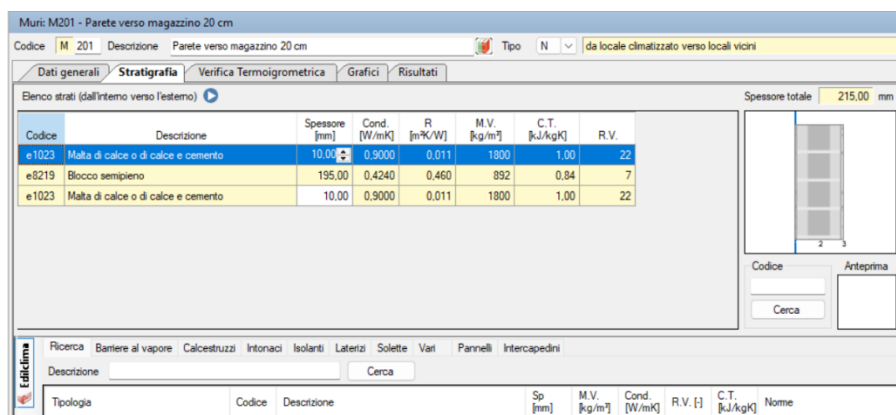 Muri: M201 - Parete verso magazzino 20 cm
Codice M 201 Descrizione Parete verso magazzino 20 cm Tipo N da locale climatizzato verso locali vicini
Dati generali Stratigrafia Verifica Termoigrometrica Grafici Risultati
Elenco strati (dall'interno verso l'esterno) Spessore totale 215,00 mm
Codice Descrizione Spessore [mm] Cond. [W/mK] R [m²K/W] M.V. [kg/m³] C.T. [kJ/kgK] R.V.
e1023 Malta di calce o di calce e cemento 10,00 0,9000 0,011 1800 1,00 22
e8219 Blocco semipieno 195,00 0,4240 0,460 892 0,84 7
e1023 Malta di calce o di calce e cemento 10,00 0,9000 0,011 1800 1,00 22
2 3
Codice Anteprima
Cerca
Edilclima
Ricerca Barriere al vapore Calcestruzzi Intonaci Isolanti Laterizi Solette Vari Pannelli Intercapedini
Descrizione Cerca
Tipologia Codice Descrizione Sp [mm] M.V. [kg/m³] Cond. [W/mK] R.V. [-] C.T. [kJ/kgK] Norme